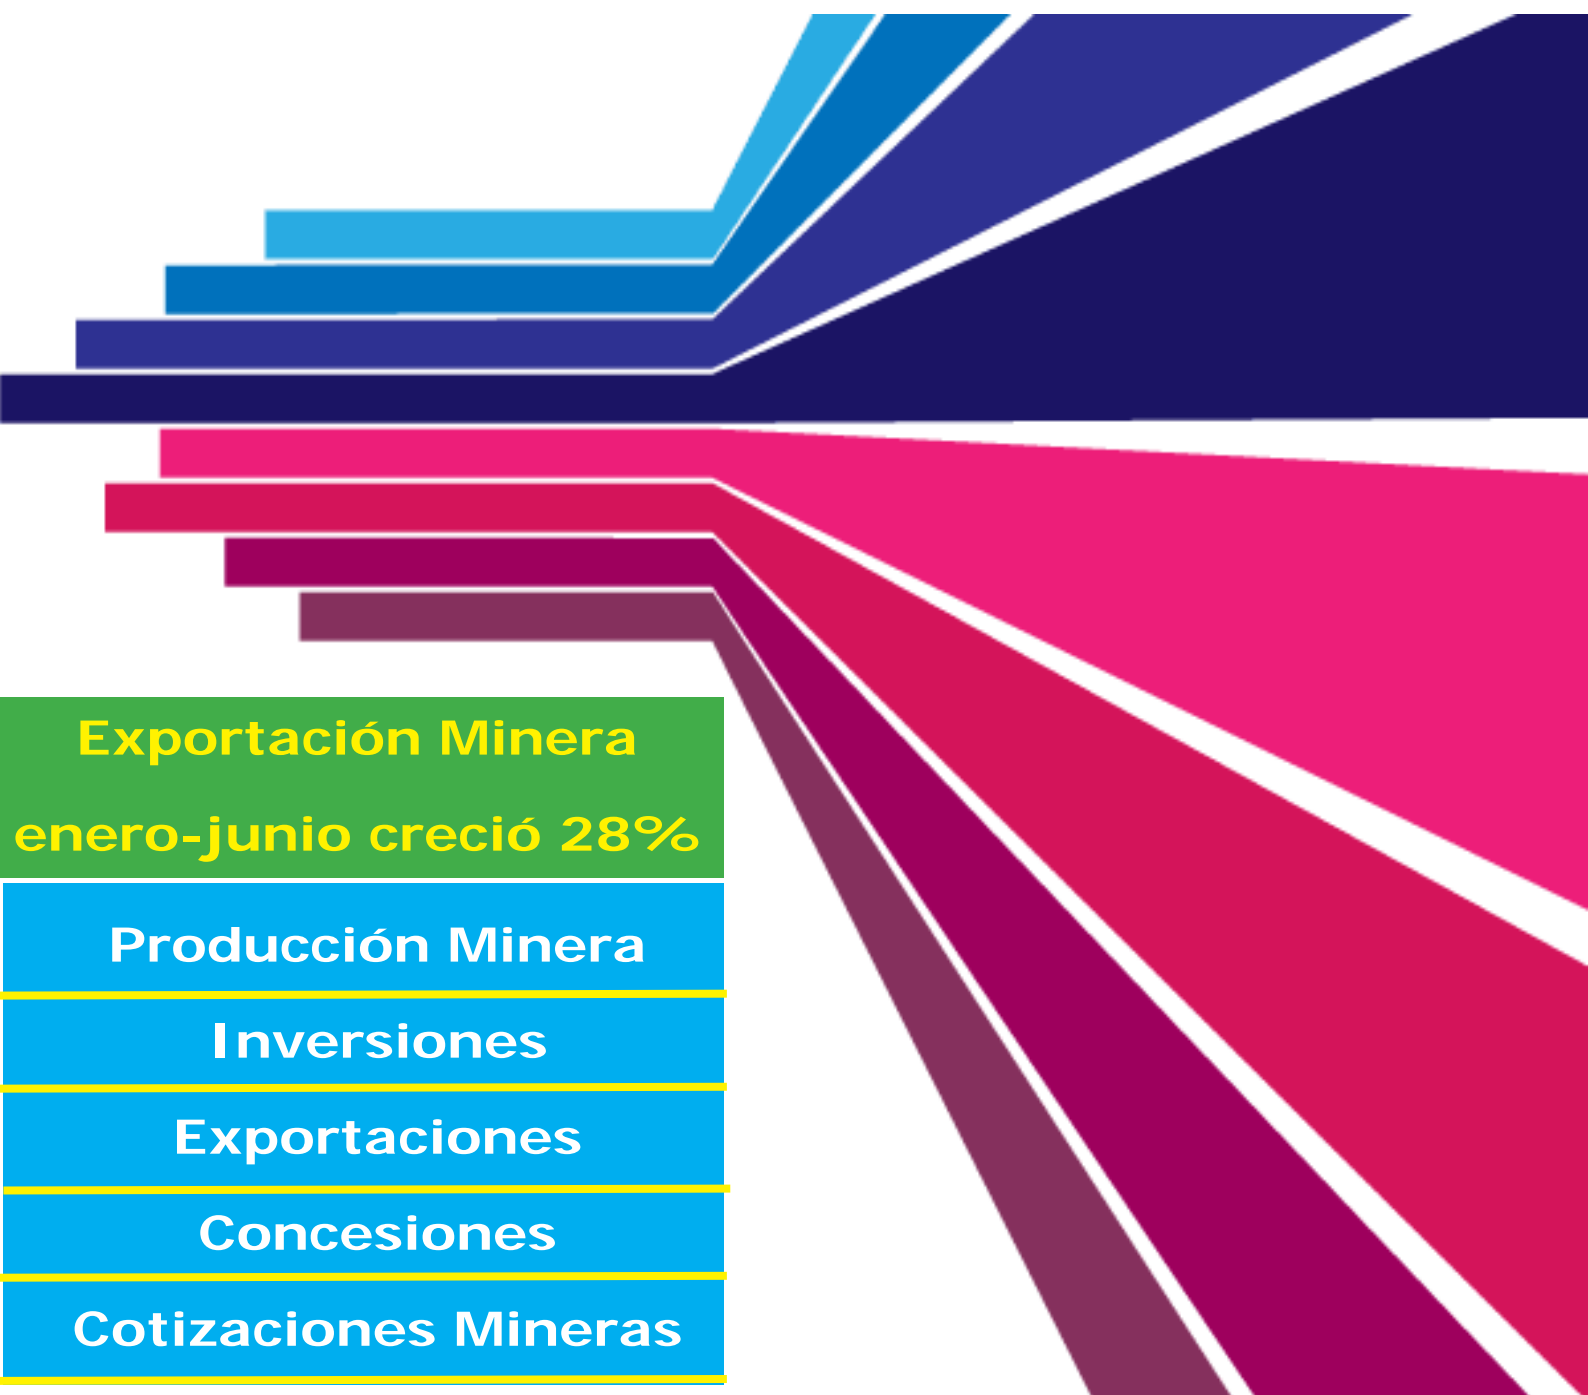 Exportación Minera
enero-junio creció 28%
Producción Minera
Inversiones
Exportaciones
Concesiones
Cotizaciones Mineras